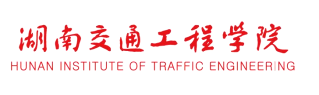 湖南交通工程学院
HUNAN INSTITUTE OF TRAFFIC ENGINEERING